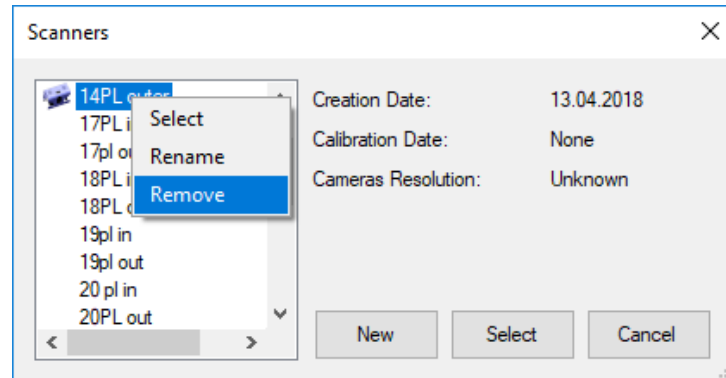 Scanners
14PL outer
17PL i
17pl ou
18PL i
18PL o
19pl in
19pl out
20 pl in
20PL out
Select
Rename
Remove
Creation Date: 13.04.2018
Calibration Date: None
Cameras Resolution: Unknown
New Select Cancel